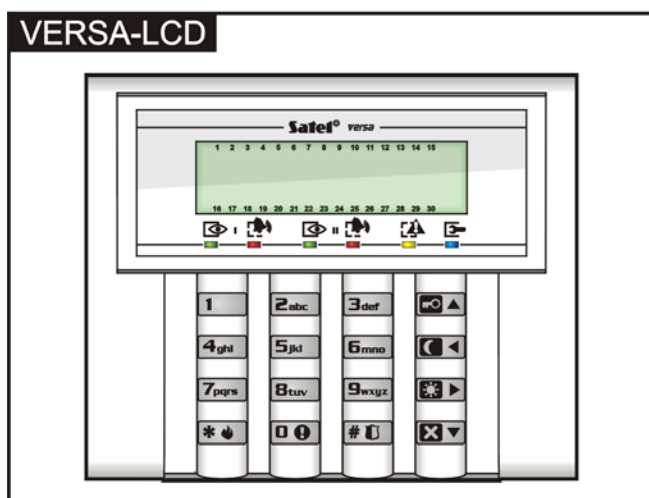 VERSA-LCD
Satel® versa
1 2 3 4 5 6 7 8 9 10 11 12 13 14 15
16 17 18 19 20 21 22 23 24 25 26 27 28 29 30
I II
1 2abc 3def
4ghi 5jkl 6mno
7pqrs 8tuv 9wxyz
* 0 #